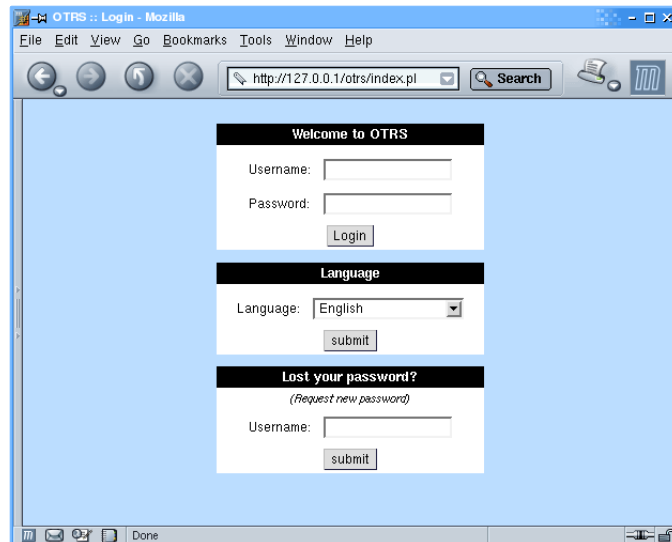 OTRS :: Login - Mozilla
File Edit View Go Bookmarks Tools Window Help
http://127.0.0.1/otrs/index.pl Search
Welcome to OTRS
Username:
Password:
Login
Language
Language: English
submit
Lost your password?
(Request new password)
Username:
submit
Done